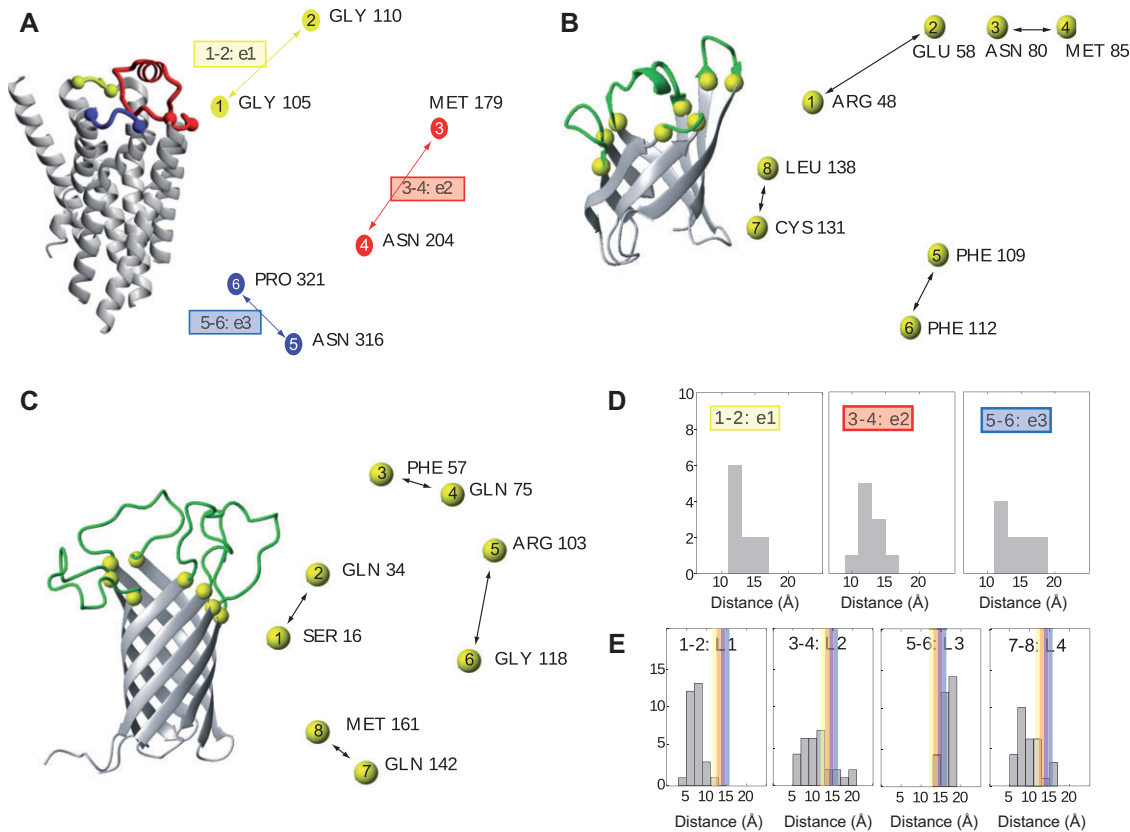 A
2 GLY 110
1-2: e1
1 GLY 105
MET 179
3
3-4: e2
4 ASN 204
6 PRO 321
5-6: e3
5 ASN 316
B
2 3 4
GLU 58 ASN 80 MET 85
1 ARG 48
8 LEU 138
7 CYS 131
5 PHE 109
6 PHE 112
C
3 PHE 57
4 GLN 75
5 ARG 103
2 GLN 34
1 SER 16
6 GLY 118
8 MET 161
7 GLN 142
D
10
8
6
4
2
0
1-2: e1 3-4: e2 5-6: e3
10 15 20 10 15 20 10 15 20
Distance (Å) Distance (Å) Distance (Å)
E
15
10
5
0
1-2: L1 3-4: L2 5-6: L3 7-8: L4
5 10 15 20 5 10 15 20 5 10 15 20 5 10 15 20
Distance (Å) Distance (Å) Distance (Å) Distance (Å)